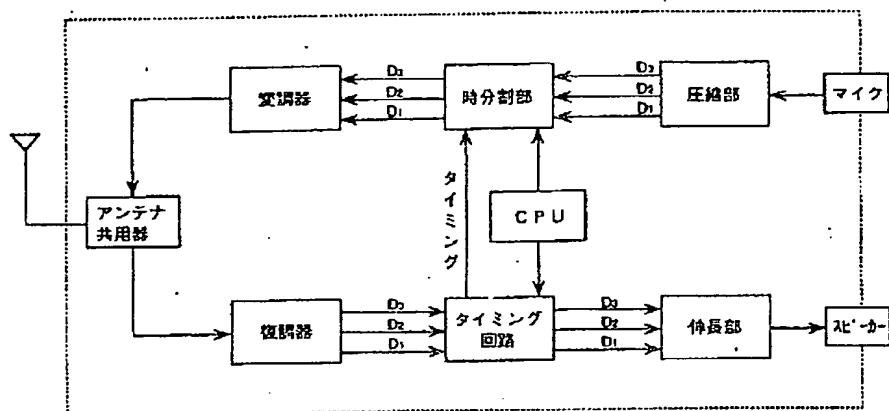 変調器
D3
D2
D1
時分割部
D3
D2
D1
圧縮部
マイク
アンテナ
共用器
タイミング
CPU
復調器
D3
D2
D1
タイミング
回路
D3
D2
D1
伸長部
スピーカー